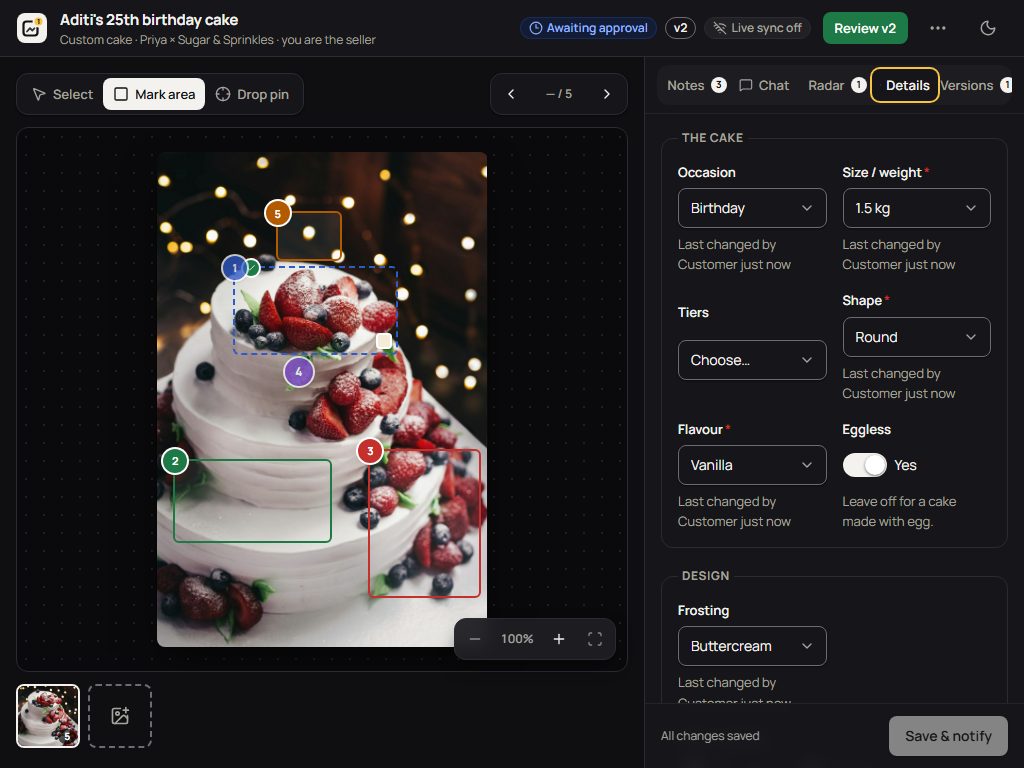 Aditi's 25th birthday cake
Custom cake · Priya × Sugar & Sprinkles · you are the seller
Awaiting approval
v2
Live sync off
Review v2
Select
Mark area
Drop pin
— / 5
Notes 3
Chat
Radar 1
Details
Versions 1
THE CAKE
Occasion
Size / weight *
Birthday
1.5 kg
Last changed by
Customer just now
Last changed by
Customer just now
Tiers
Shape *
Choose...
Round
Last changed by
Customer just now
Flavour *
Eggless
Vanilla
Yes
Last changed by
Customer just now
Leave off for a cake
made with egg.
DESIGN
Frosting
Buttercream
Last changed by
Customer just now
5
1
4
2
3
100%
5
All changes saved
Save & notify